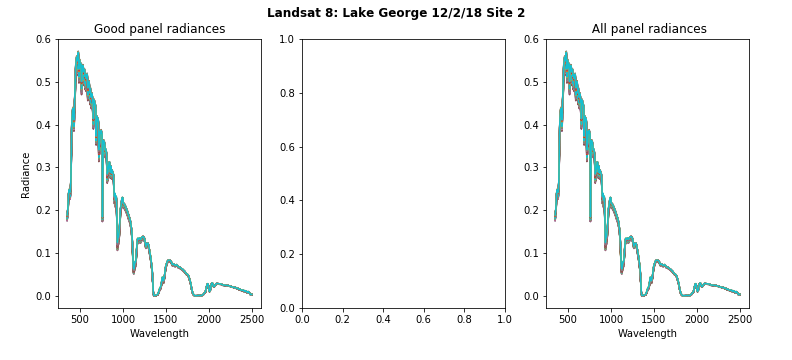 Landsat 8: Lake George 12/2/18 Site 2
Good panel radiances
All panel radiances
Radiance
0.6
0.5
0.4
0.3
0.2
0.1
0.0
500 1000 1500 2000 2500
Wavelength
1.0
0.8
0.6
0.4
0.2
0.0
0.0 0.2 0.4 0.6 0.8 1.0
0.6
0.5
0.4
0.3
0.2
0.1
0.0
500 1000 1500 2000 2500
Wavelength